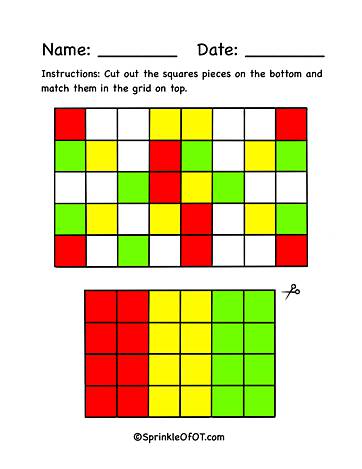 Name: ________ Date: ________
Instructions: Cut out the squares pieces on the bottom and
match them in the grid on top.
©SprinkleOfOT.com